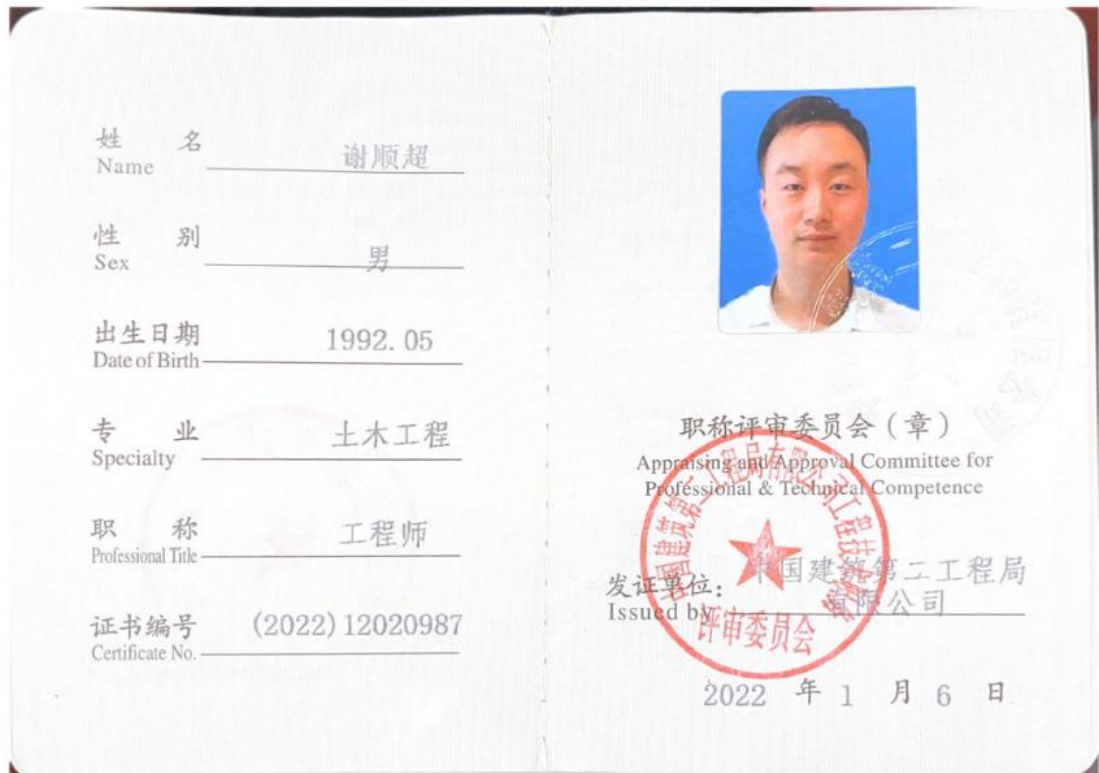 姓 名 谢顺超
Name
性 别 男
Sex
出生日期 1992.05
Date of Birth
专 业 土木工程
Specialty
职 称 工程师
Professional Title
证书编号 (2022)12020987
Certificate No.
职称评审委员会（章）
Appraising and Approval Committee for
Professional & Technical Competence
发证单位: 中国建筑第二工程局
Issued by 有限公司
评审委员会
2022 年 1 月 6 日